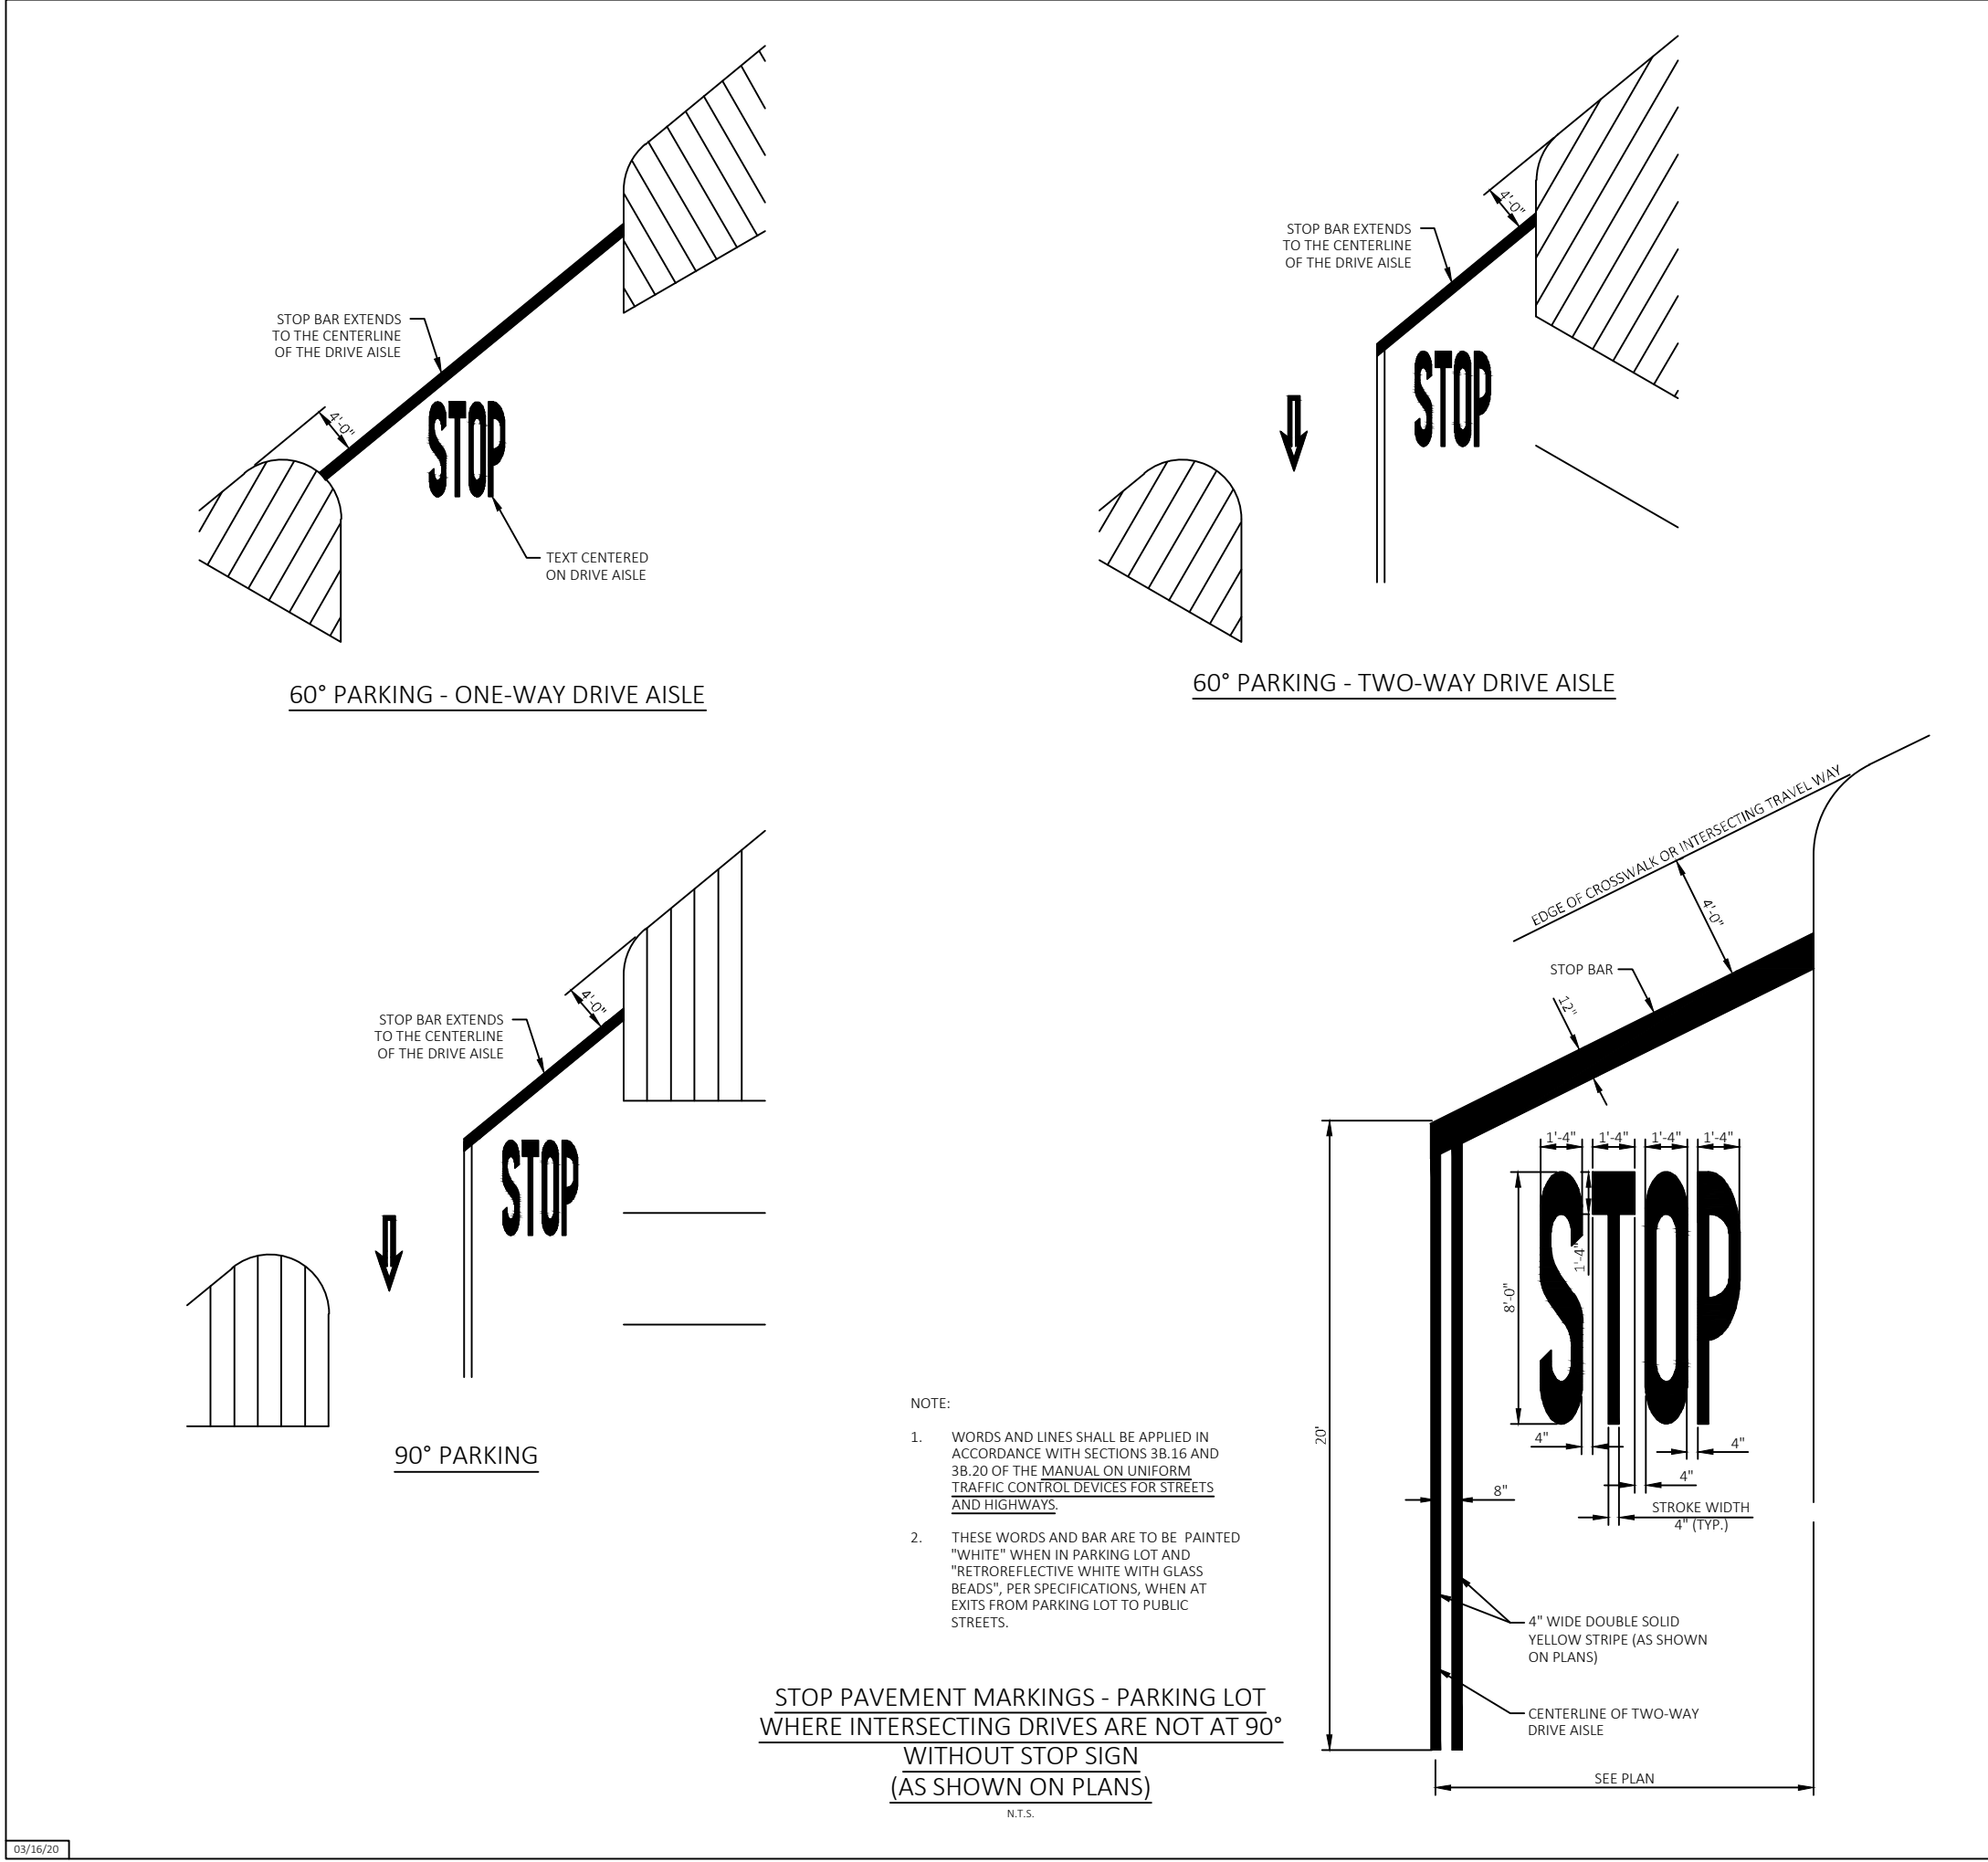 STOP BAR EXTENDS
TO THE CENTERLINE
OF THE DRIVE AISLE
4'-0"
STOP
TEXT CENTERED
ON DRIVE AISLE
60° PARKING - ONE-WAY DRIVE AISLE
4'-0"
STOP BAR EXTENDS
TO THE CENTERLINE
OF THE DRIVE AISLE
STOP
60° PARKING - TWO-WAY DRIVE AISLE
4'-0"
STOP BAR EXTENDS
TO THE CENTERLINE
OF THE DRIVE AISLE
STOP
90° PARKING
EDGE OF CROSSWALK OR INTERSECTING TRAVEL WAY
4'-0"
STOP BAR
12"
1'-4" 1'-4" 1'-4" 1'-4"
STOP
1'-4"
8'-0"
4"
4"
4"
STROKE WIDTH
4" (TYP.)
20'
8"
4" WIDE DOUBLE SOLID
YELLOW STRIPE (AS SHOWN
ON PLANS)
CENTERLINE OF TWO-WAY
DRIVE AISLE
SEE PLAN
NOTE:
1. WORDS AND LINES SHALL BE APPLIED IN
ACCORDANCE WITH SECTIONS 3B.16 AND
3B.20 OF THE MANUAL ON UNIFORM
TRAFFIC CONTROL DEVICES FOR STREETS
AND HIGHWAYS.
2. THESE WORDS AND BAR ARE TO BE PAINTED
"WHITE" WHEN IN PARKING LOT AND
"RETROREFLECTIVE WHITE WITH GLASS
BEADS", PER SPECIFICATIONS, WHEN AT
EXITS FROM PARKING LOT TO PUBLIC
STREETS.
STOP PAVEMENT MARKINGS - PARKING LOT
WHERE INTERSECTING DRIVES ARE NOT AT 90°
WITHOUT STOP SIGN
(AS SHOWN ON PLANS)
N.T.S.
03/16/20